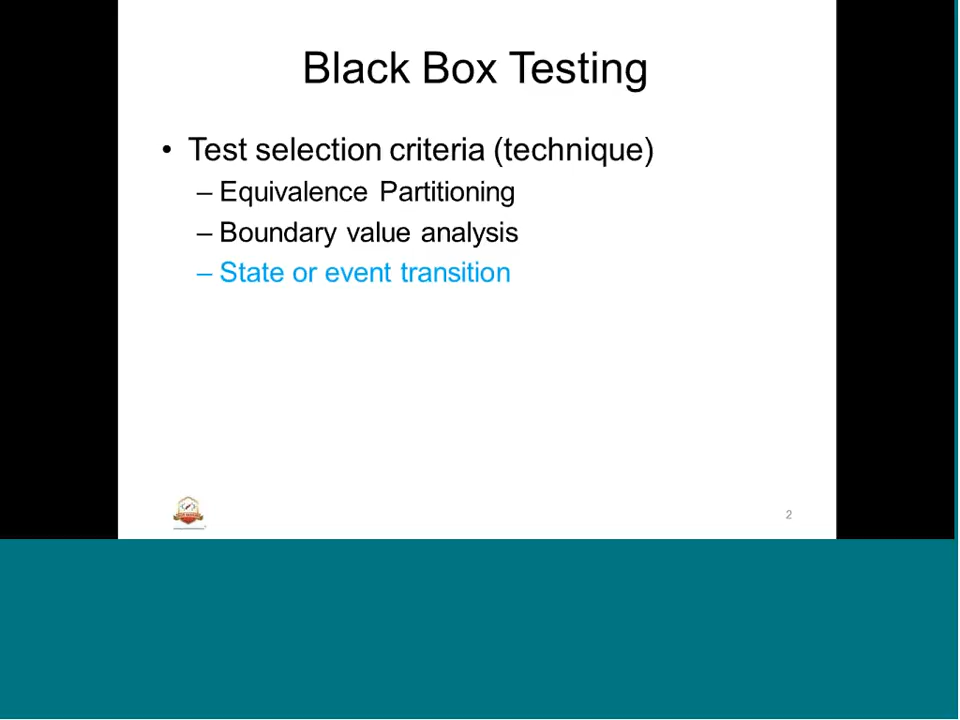 Black Box Testing
• Test selection criteria (technique)
– Equivalence Partitioning
– Boundary value analysis
– State or event transition
2